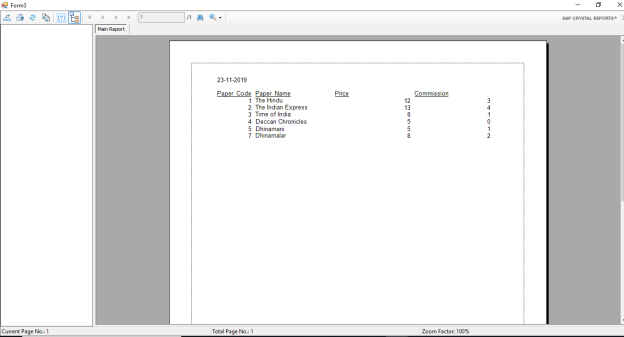 Form3
1 /1 SAP CRYSTAL REPORTS®
Main Report
23-11-2019
Paper Code Paper Name Price Commission
1 The Hindu 12 3
2 The Indian Express 13 4
3 Time of India 8 1
4 Deccan Chronicles 5 0
5 Dhinamani 5 1
7 Dhinamalar 8 2
Current Page No.: 1 Total Page No.: 1 Zoom Factor: 100%